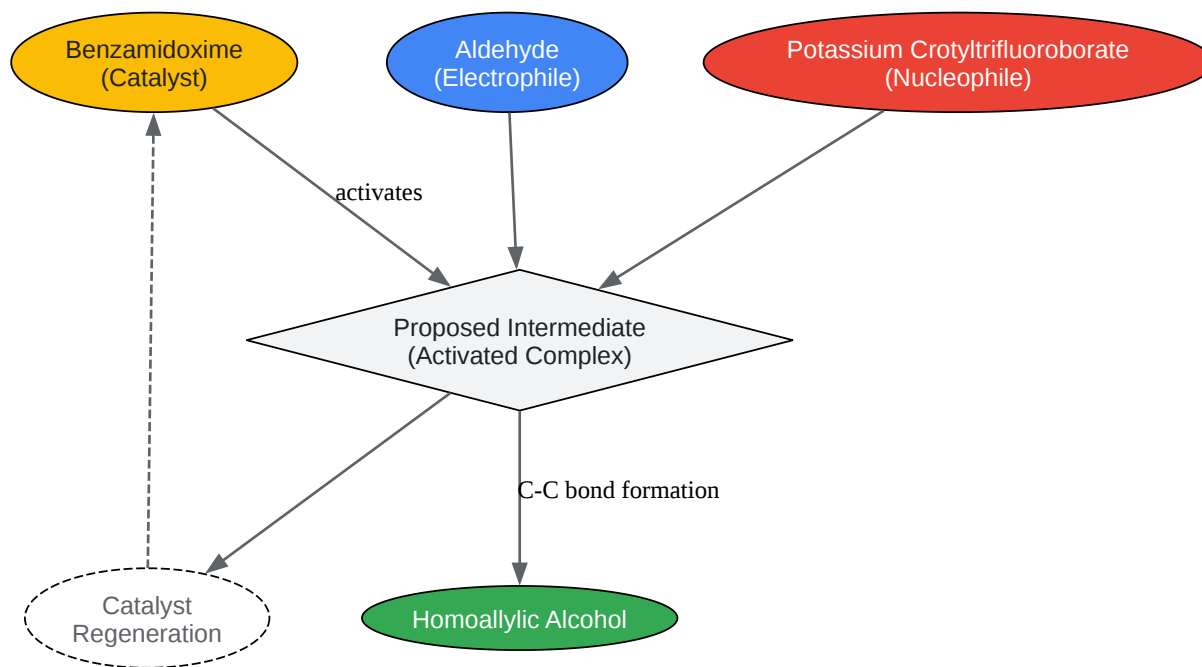 Benzamidoxime
(Catalyst)
Aldehyde
(Electrophile)
Potassium Crotyltrifluoroborate
(Nucleophile)
activates
Proposed Intermediate
(Activated Complex)
C-C bond formation
Catalyst
Regeneration
Homoallylic Alcohol